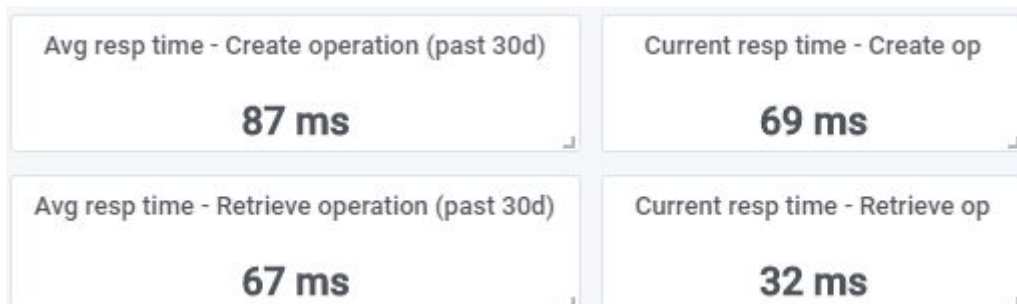 Avg resp time - Create operation (past 30d)
87 ms
Current resp time - Create op
69 ms
Avg resp time - Retrieve operation (past 30d)
67 ms
Current resp time - Retrieve op
32 ms